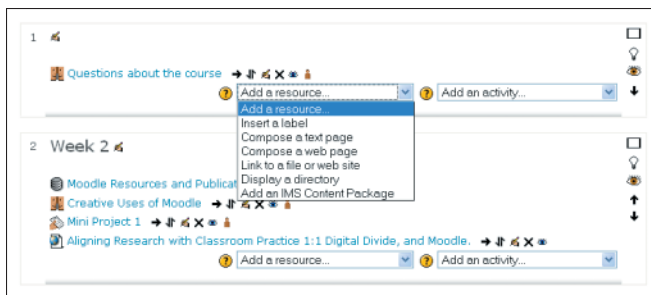 1
Questions about the course
Add a resource... Add an activity...
Add a resource...
Insert a label
Compose a text page
Compose a web page
Link to a file or web site
Display a directory
Add an IMS Content Package
2 Week 2
Moodle Resources and
Creative Uses of Moodle
Mini Project 1
Aligning Research with Classroom Practice 1:1 Digital Divide, and Moodle.
Add a resource... Add an activity...